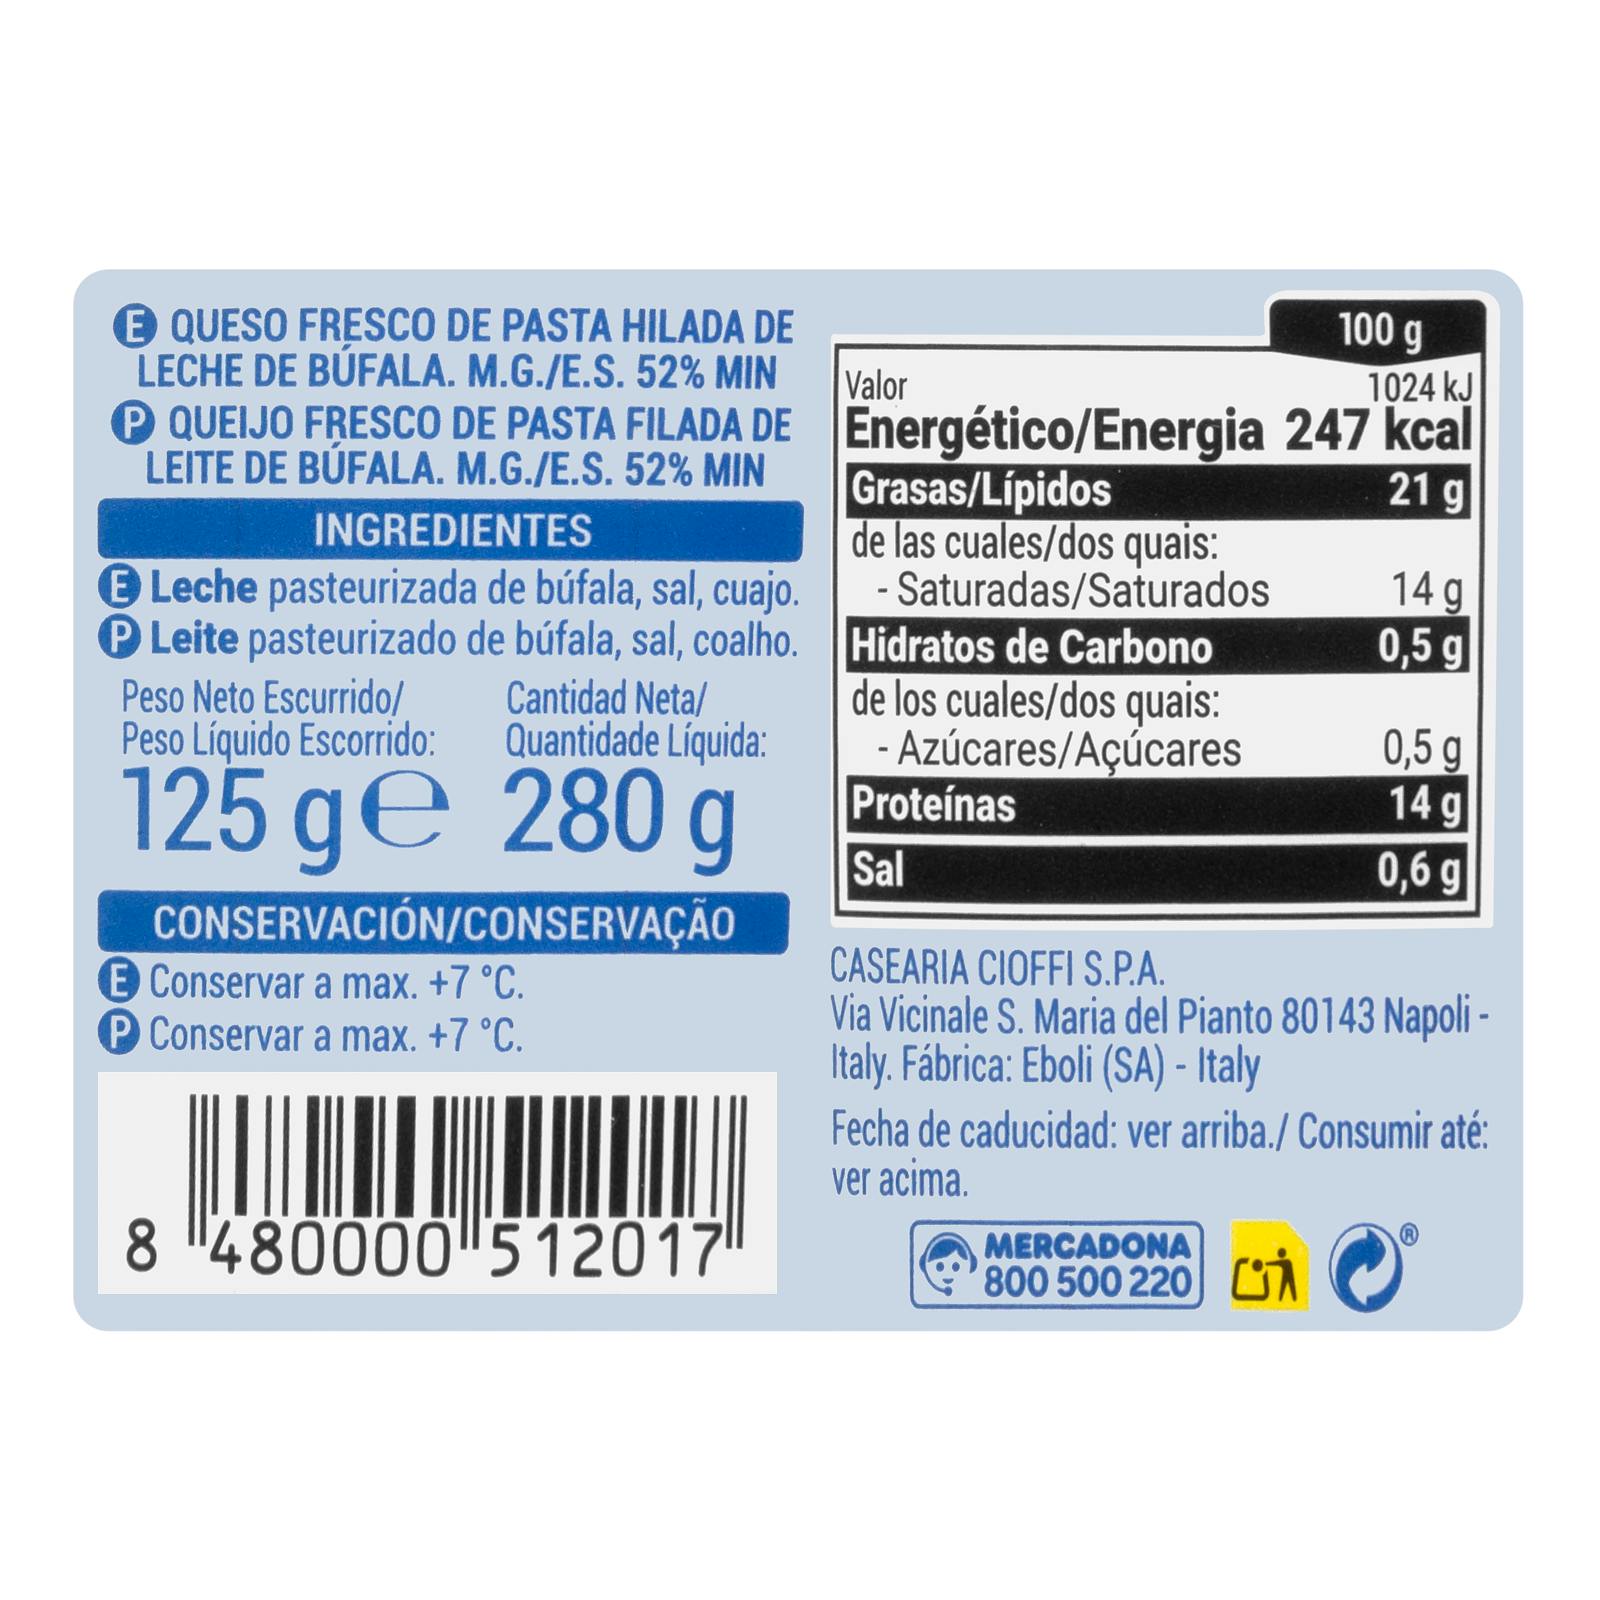 E QUESO FRESCO DE PASTA HILADA DE
LECHE DE BÚFALA. M.G./E.S. 52% MIN
P QUEIJO FRESCO DE PASTA FILADA DE
LEITE DE BÚFALA. M.G./E.S. 52% MIN
INGREDIENTES
E Leche pasteurizada de búfala, sal, cuajo.
P Leite pasteurizado de búfala, sal, coalho.
Peso Neto Escurrido/
Peso Líquido Escorrido:
125 g ℮
Cantidad Neta/
Quantidade Líquida:
280 g
CONSERVACIÓN/CONSERVAÇÃO
E Conservar a max. +7 °C.
P Conservar a max. +7 °C.
8 480000 512017
100 g
Valor 1024 kJ
Energético/Energia 247 kcal
Grasas/Lípidos 21 g
de las cuales/dos quais:
- Saturadas/Saturados 14 g
Hidratos de Carbono 0,5 g
de los cuales/dos quais:
- Azúcares/Açúcares 0,5 g
Proteínas 14 g
Sal 0,6 g
CASEARIA CIOFFI S.P.A.
Via Vicinale S. Maria del Pianto 80143 Napoli -
Italy. Fábrica: Eboli (SA) - Italy
Fecha de caducidad: ver arriba./ Consumir até:
ver acima.
MERCADONA
800 500 220
®